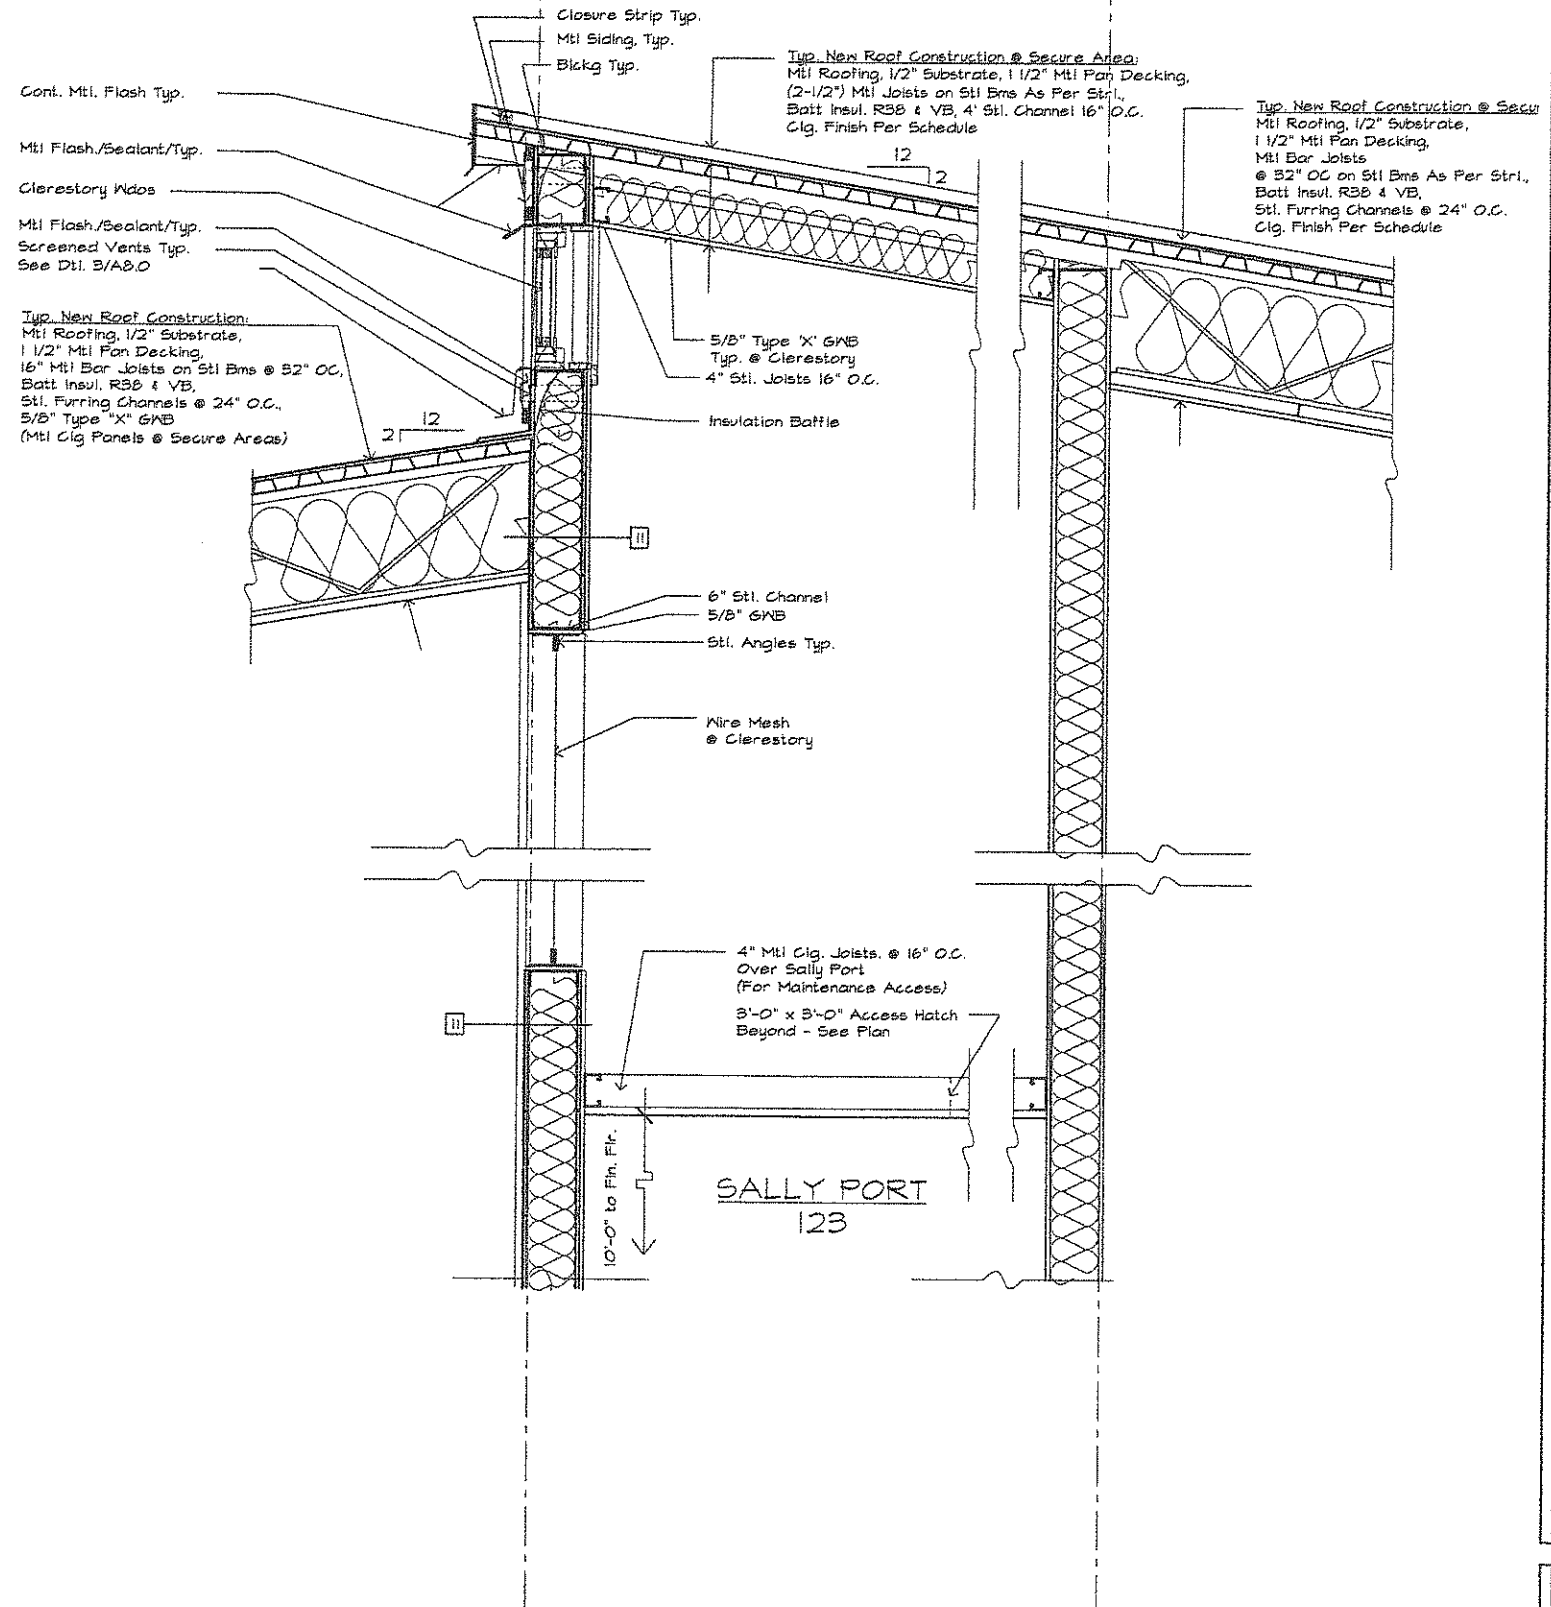 Closure Strip Typ.
Mtl Siding, Typ.
Blckg Typ.
Cont. Mtl. Flash Typ.
Mtl Flash./Sealant/Typ.
Clerestory Wdos
Mtl Flash./Sealant/Typ.
Screened Vents Typ.
See Dtl. 3/A8.0
Typ. New Roof Construction:
Mtl Roofing, 1/2" Substrate,
1 1/2" Mtl Pan Decking,
16" Mtl Bar Joists on Stl Bms @ 32" OC,
Batt Insul. R38 & VB,
Stl. Furring Channels @ 24" O.C.,
5/8" Type "X" GWB
(Mtl Clg Panels @ Secure Areas)
12
2
Typ. New Roof Construction @ Secure Area:
Mtl Roofing, 1/2" Substrate, 1 1/2" Mtl Pan Decking,
(2-1/2") Mtl Joists on Stl Bms As Per Strl.,
Batt Insul. R38 & VB, 4' Stl. Channel 16" O.C.
Clg. Finish Per Schedule
12
2
Typ. New Roof Construction @ Secu
Mtl Roofing, 1/2" Substrate,
1 1/2" Mtl Pan Decking,
Mtl Bar Joists
@ 32" OC on Stl Bms As Per Strl.,
Batt Insul. R38 & VB,
Stl. Furring Channels @ 24" O.C.
Clg. Finish Per Schedule
5/8" Type 'X' GWB
Typ. @ Clerestory
4" Stl. Joists 16" O.C.
Insulation Baffle
11
6" Stl. Channel
5/8" GWB
Stl. Angles Typ.
Wire Mesh
@ Clerestory
4" Mtl Clg. Joists. @ 16" O.C.
Over Sally Port
(For Maintenance Access)
3'-0" x 3'-0" Access Hatch
Beyond - See Plan
11
10'-0" to Fin. Flr.
SALLY PORT
123